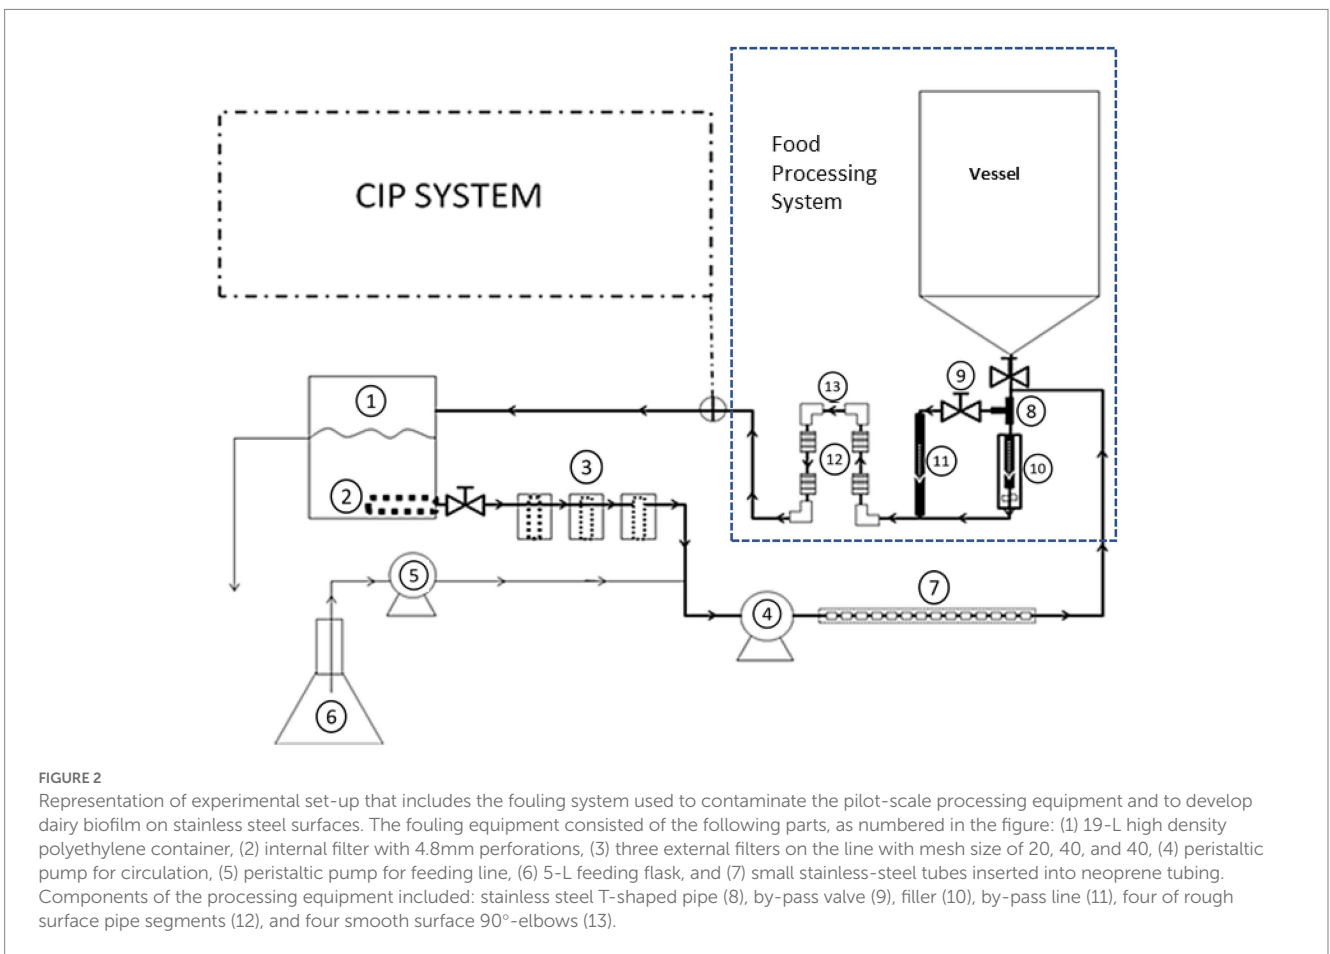 CIP SYSTEM
Food
Processing
System
Vessel
1
2
3
4
5
6
7
8
9
10
11
12
13
FIGURE 2
Representation of experimental set-up that includes the fouling system used to contaminate the pilot-scale processing equipment and to develop
dairy biofilm on stainless steel surfaces. The fouling equipment consisted of the following parts, as numbered in the figure: (1) 19-L high density
polyethylene container, (2) internal filter with 4.8mm perforations, (3) three external filters on the line with mesh size of 20, 40, and 40, (4) peristaltic
pump for circulation, (5) peristaltic pump for feeding line, (6) 5-L feeding flask, and (7) small stainless-steel tubes inserted into neoprene tubing.
Components of the processing equipment included: stainless steel T-shaped pipe (8), by-pass valve (9), filler (10), by-pass line (11), four of rough
surface pipe segments (12), and four smooth surface 90°-elbows (13).